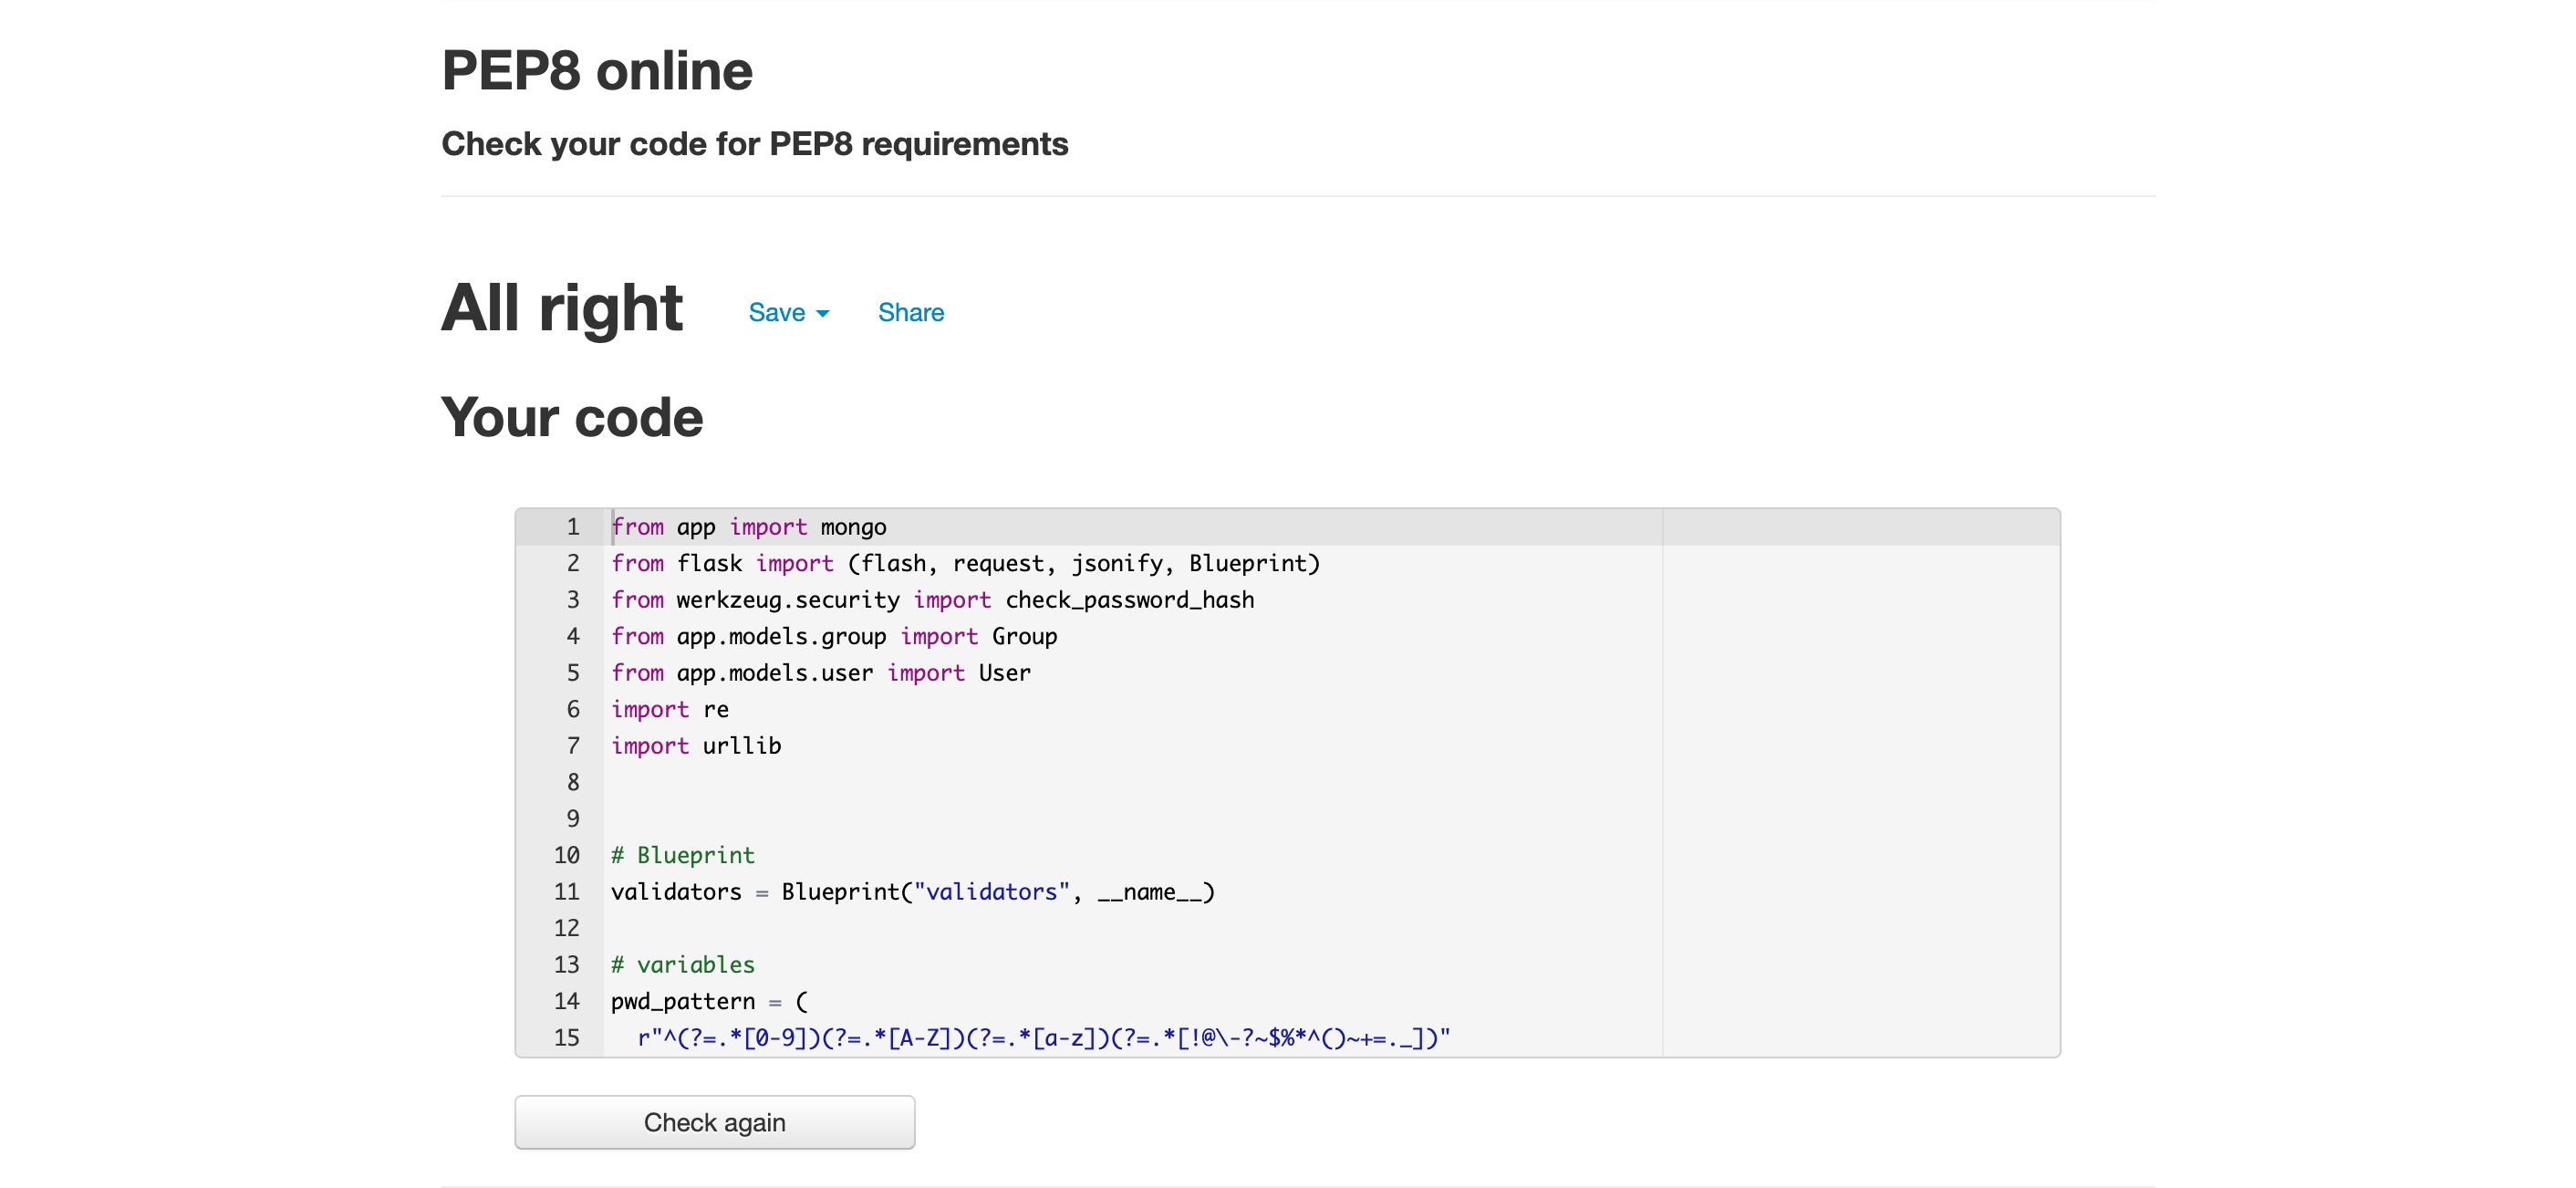 PEP8 online
Check your code for PEP8 requirements
All right Save Share
Your code
1 from app import mongo
2 from flask import (flash, request, jsonify, Blueprint)
3 from werkzeug.security import check_password_hash
4 from app.models.group import Group
5 from app.models.user import User
6 import re
7 import urllib
8
9
10 # Blueprint
11 validators = Blueprint("validators", __name__)
12
13 # variables
14 pwd_pattern = (
15   r"^(?=.*[0-9])(?=.*[A-Z])(?=.*[a-z])(?=.*[!@\-?~$%*^()~+=._])"
Check again